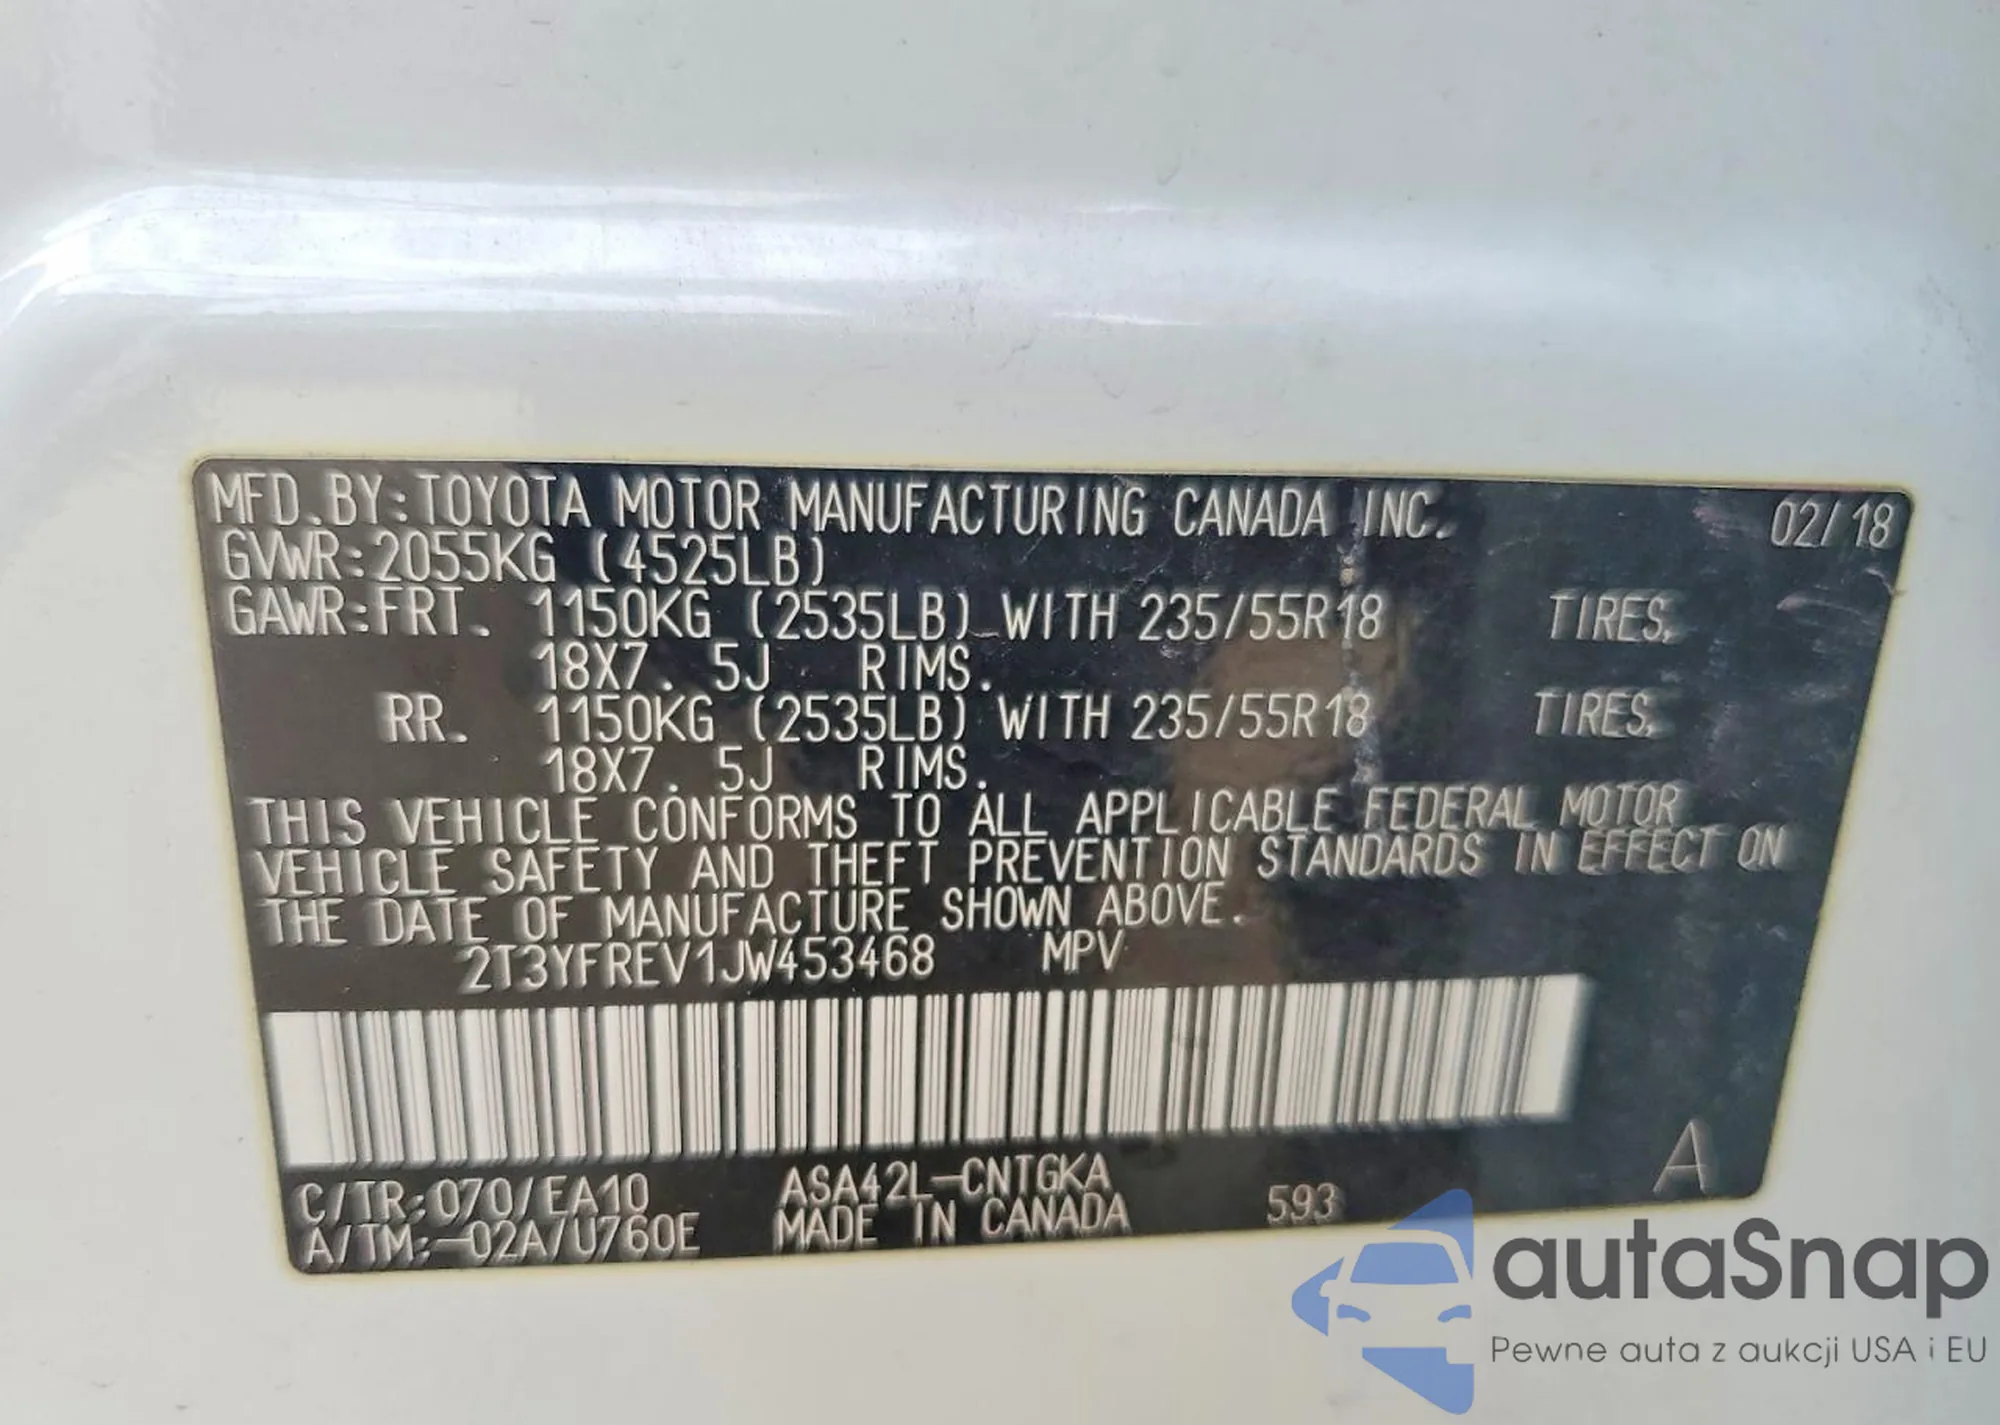 MFD.BY:TOYOTA MOTOR MANUFACTURING CANADA INC. 02/18
GVWR:2055KG (4525LB)
GAWR:FRT. 1150KG (2535LB) WITH 235/55R18 TIRES,
18X7.5J RIMS.
RR. 1150KG (2535LB) WITH 235/55R18 TIRES,
18X7.5J RIMS.
THIS VEHICLE CONFORMS TO ALL APPLICABLE FEDERAL MOTOR
VEHICLE SAFETY AND THEFT PREVENTION STANDARDS IN EFFECT ON
THE DATE OF MANUFACTURE SHOWN ABOVE.
2T3YFREV1JW453468 MPV
C/TR:070/EA10 ASA42L-CNTGKA
A/TM:-02A/U760E MADE IN CANADA 593 A
autaSnap
Pewne auta z aukcji USA i EU